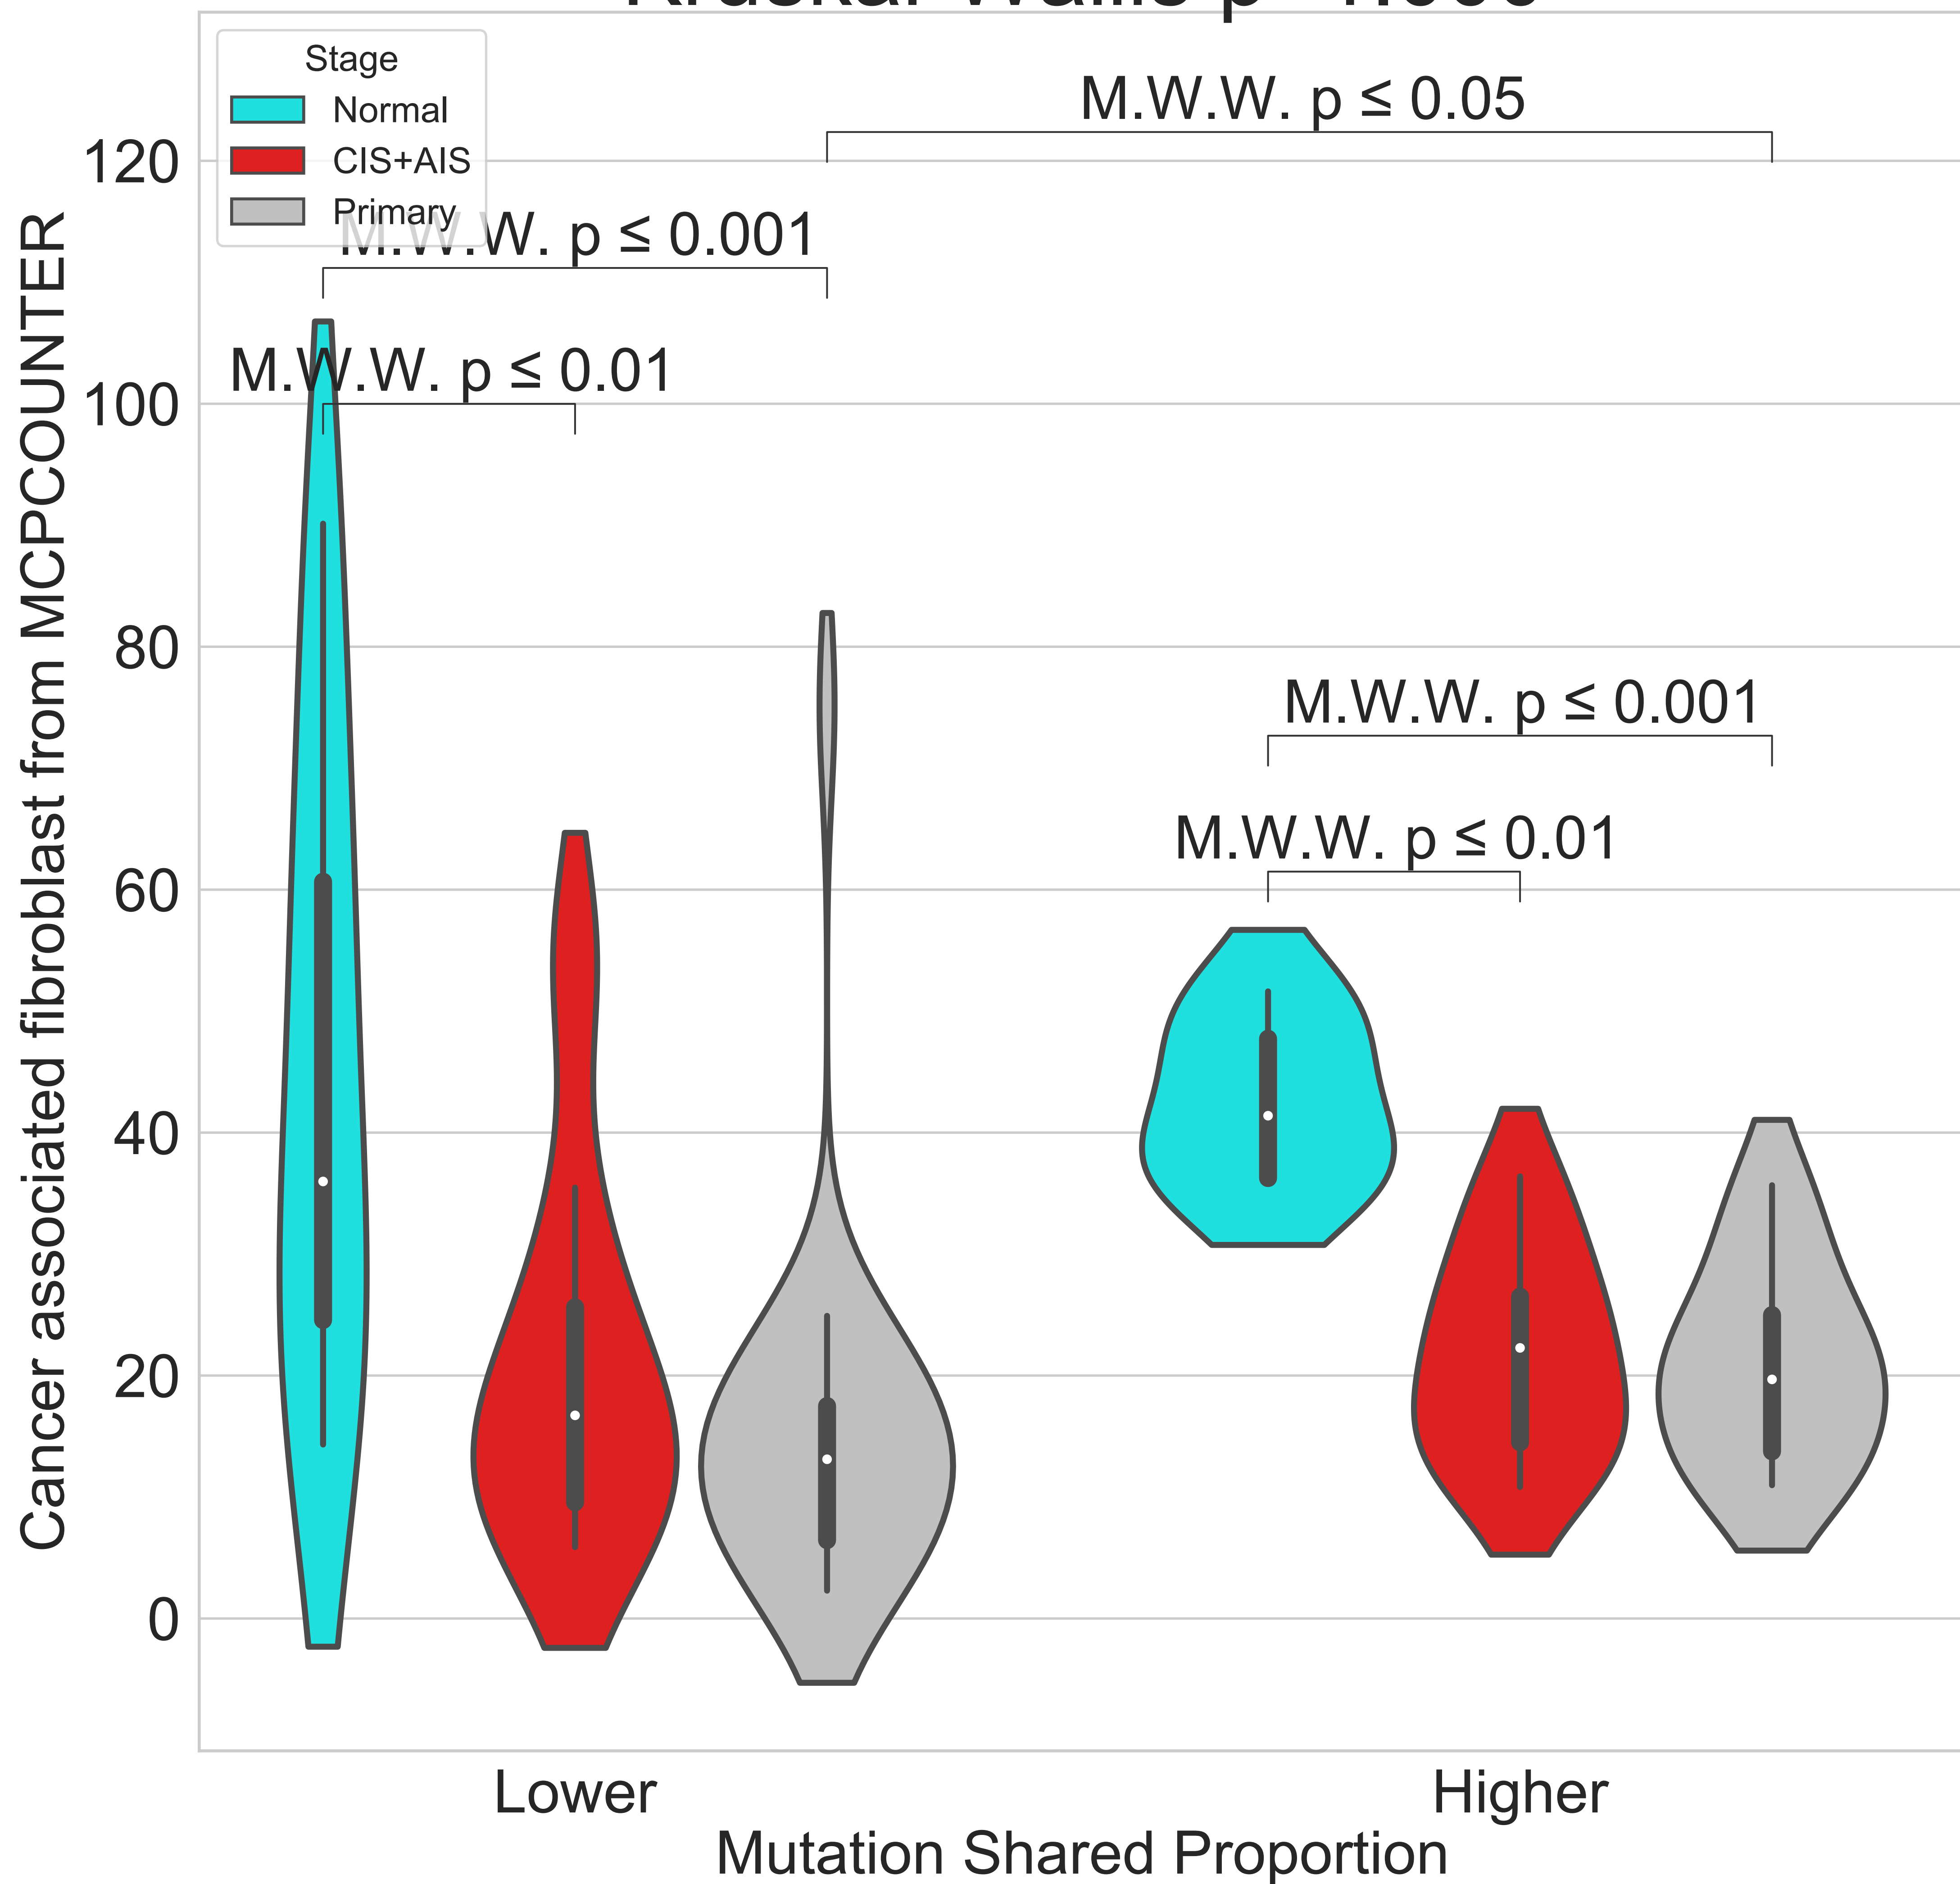 Stage
Normal
CIS+AIS
Primary
M.W.W. p ≤ 0.05
M.W.W. p ≤ 0.001
M.W.W. p ≤ 0.01
M.W.W. p ≤ 0.001
M.W.W. p ≤ 0.01
120
100
80
60
40
20
0
Cancer associated fibroblast from MCPCOUNTER
Lower
Higher
Mutation Shared Proportion